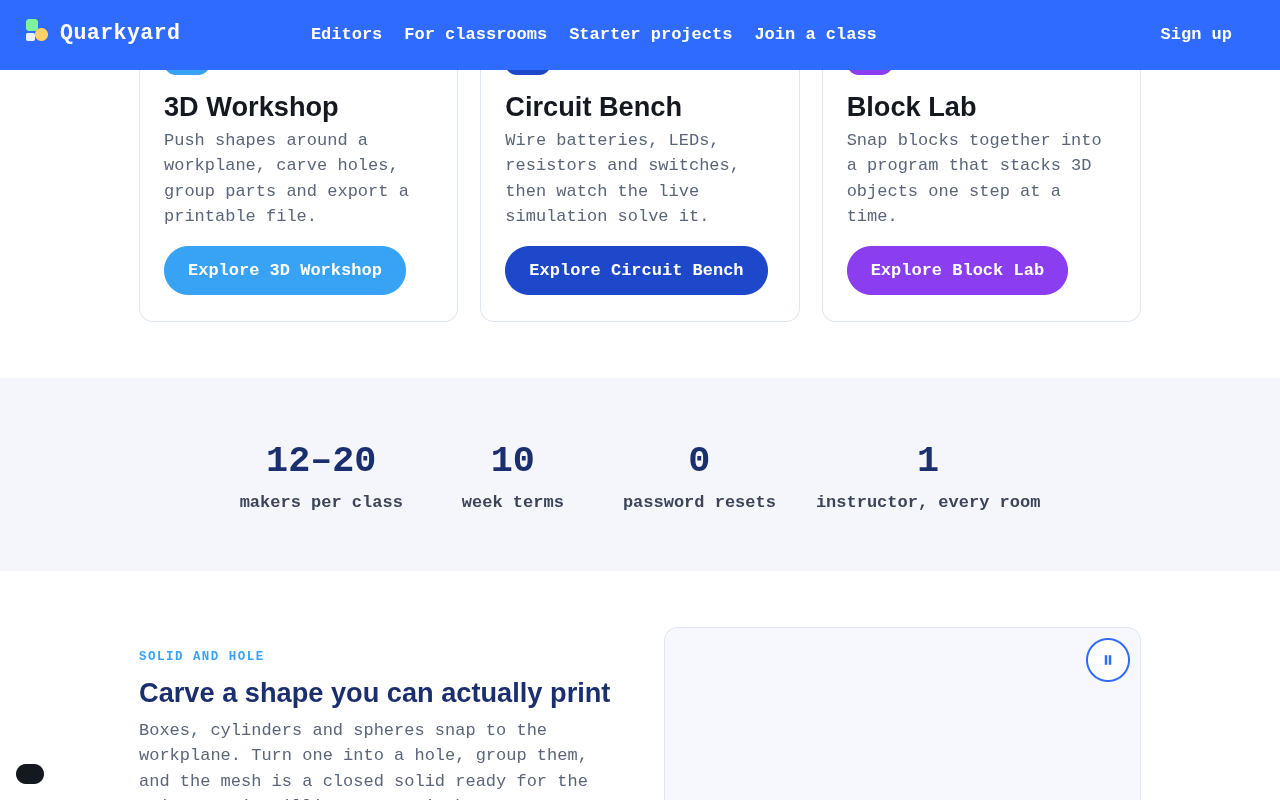 Quarkyard
Editors For classrooms Starter projects Join a class
Sign up
3D Workshop
Push shapes around a
workplane, carve holes,
group parts and export a
printable file.
Explore 3D Workshop
Circuit Bench
Wire batteries, LEDs,
resistors and switches,
then watch the live
simulation solve it.
Explore Circuit Bench
Block Lab
Snap blocks together into
a program that stacks 3D
objects one step at a
time.
Explore Block Lab
12–20
makers per class
10
week terms
0
password resets
1
instructor, every room
SOLID AND HOLE
Carve a shape you can actually print
Boxes, cylinders and spheres snap to the
workplane. Turn one into a hole, group them,
and the mesh is a closed solid ready for the